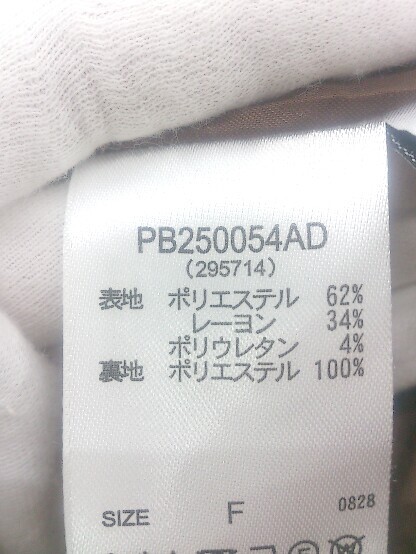 PB250054AD
(295714)
表地 ポリエステル 62%
レーヨン 34%
ポリウレタン 4%
裏地 ポリエステル 100%
SIZE F 0828